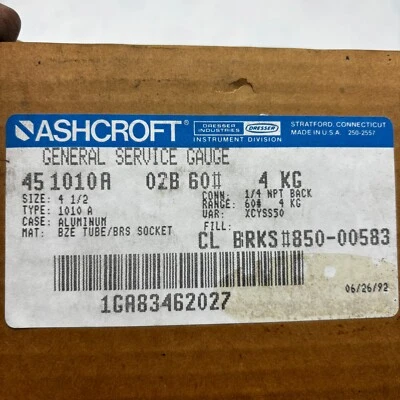 ASHCROFT®
DRESSER INDUSTRIES DRESSER
INSTRUMENT DIVISION
STRATFORD, CONNECTICUT
MADE IN U.S.A. 250-2557
GENERAL SERVICE GAUGE
45 1010A 02B 60# 4 KG
SIZE: 4 1/2
TYPE: 1010 A
CASE: ALUMINUM
MAT: BZE TUBE/BRS SOCKET
CONN: 1/4 NPT BACK
RANGE: 60# 4 KG
VAR: XCYSS50
FILL:
CL BRKS#850-00583
1GA83462027
06/26/92